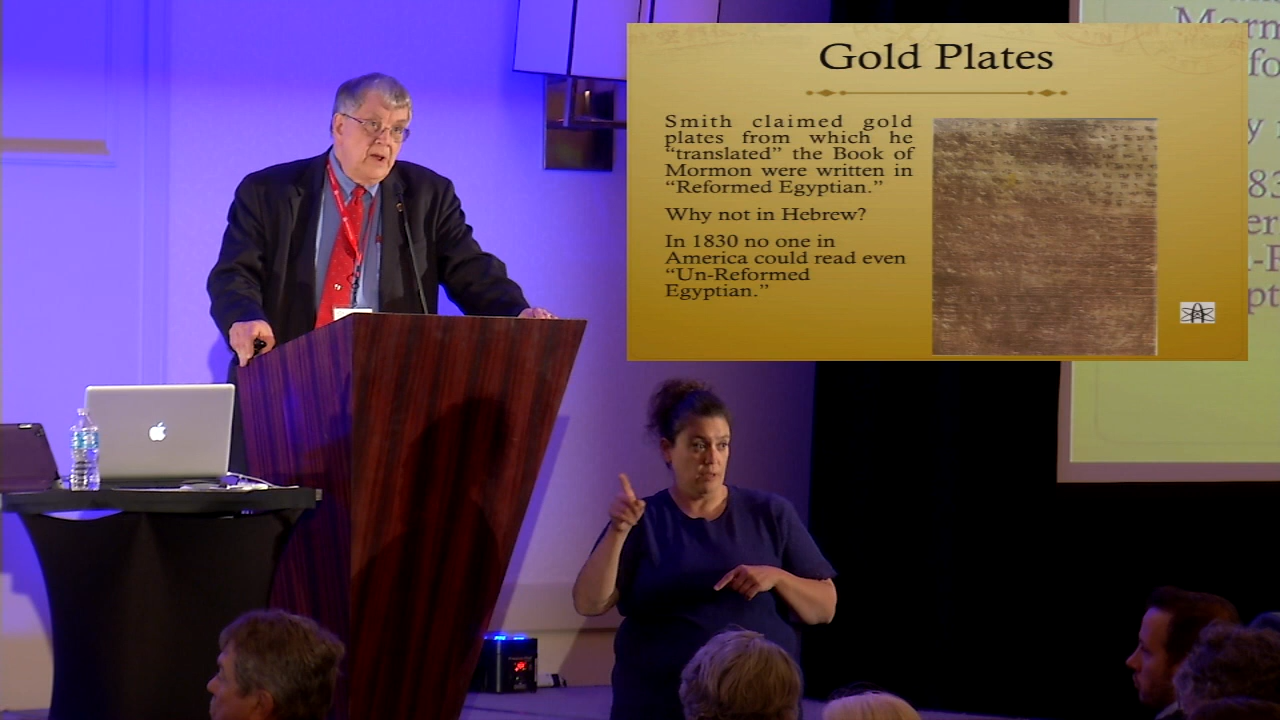 Gold Plates
Smith claimed gold
plates from which he
“translated” the Book of
Mormon were written in
“Reformed Egyptian.”
Why not in Hebrew?
In 1830 no one in
America could read even
“Un-Reformed
Egyptian.”